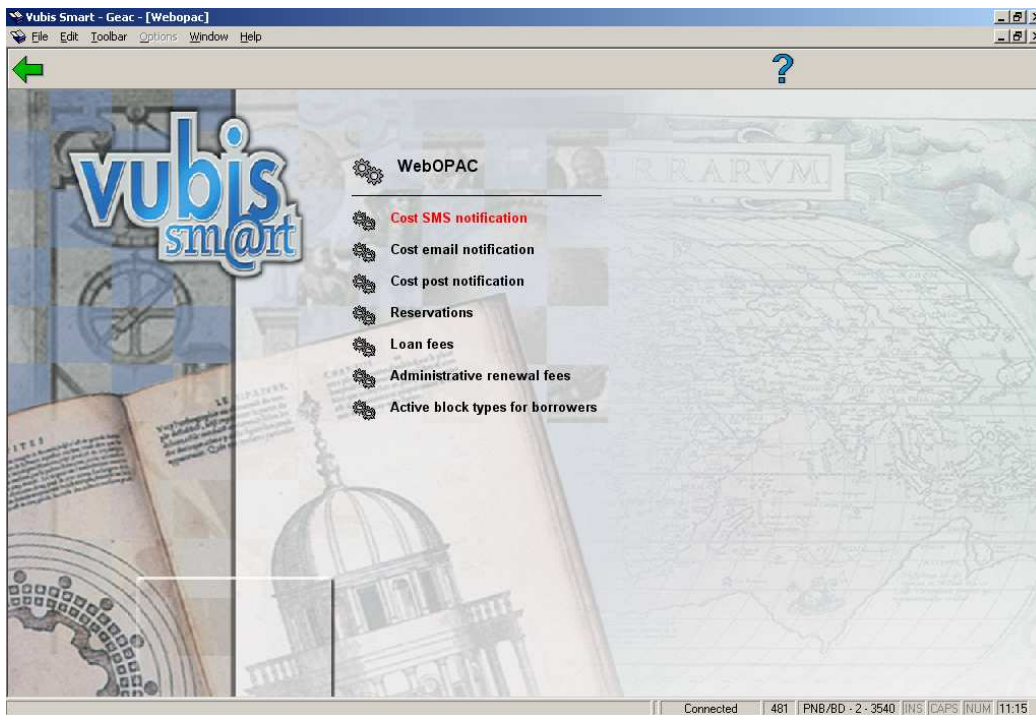 Vubis Smart - Geac - [Webopac]
File Edit Toolbar Options Window Help
?
vubis
sm@rt
RRARVM
WebOPAC
Cost SMS notification
Cost email notification
Cost post notification
Reservations
Loan fees
Administrative renewal fees
Active block types for borrowers
Connected 481 PNB/BD - 2 - 3540 INS CAPS NUM 11:15